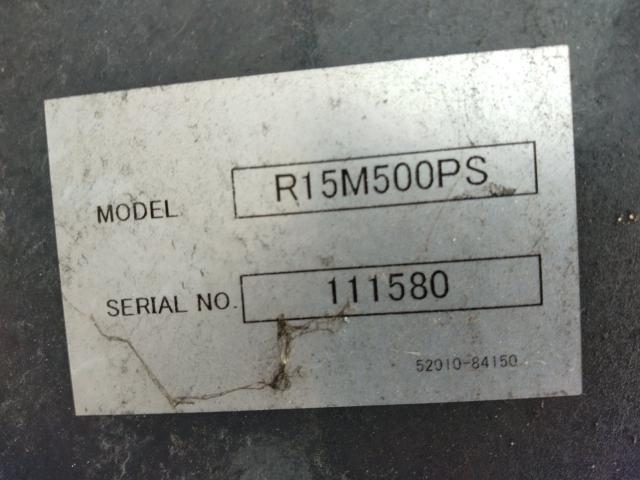 MODEL R15M500PS
SERIAL NO. 111580
52010-84150